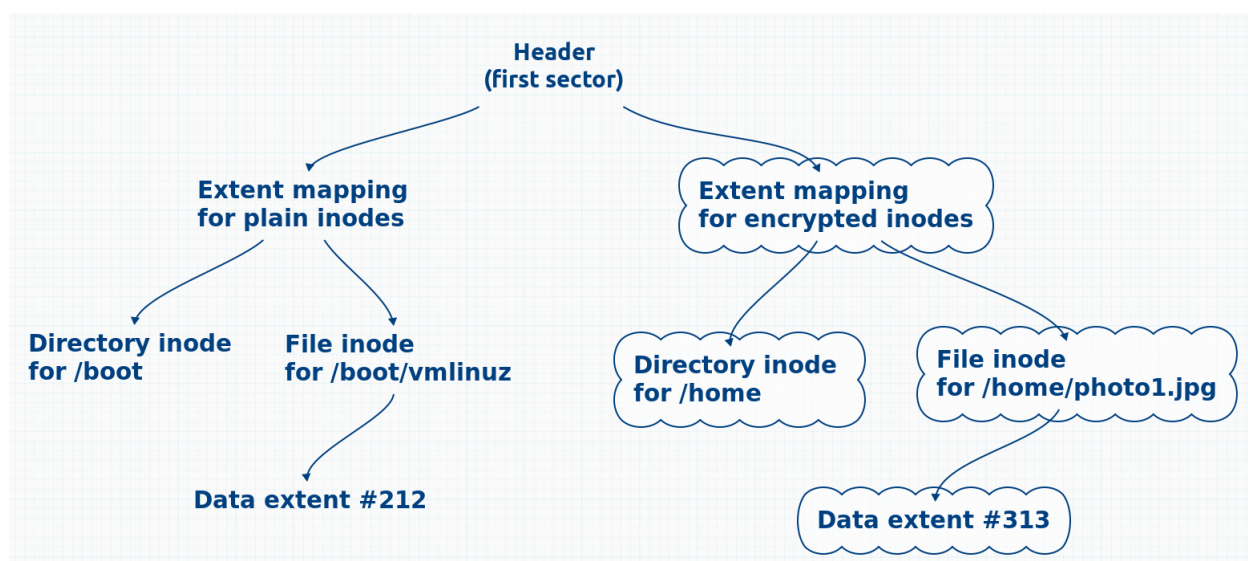 Header
(first sector)
Extent mapping
for plain inodes
Extent mapping
for encrypted inodes
Directory inode
for /boot
File inode
for /boot/vmlinuz
Directory inode
for /home
File inode
for /home/photo1.jpg
Data extent #212
Data extent #313